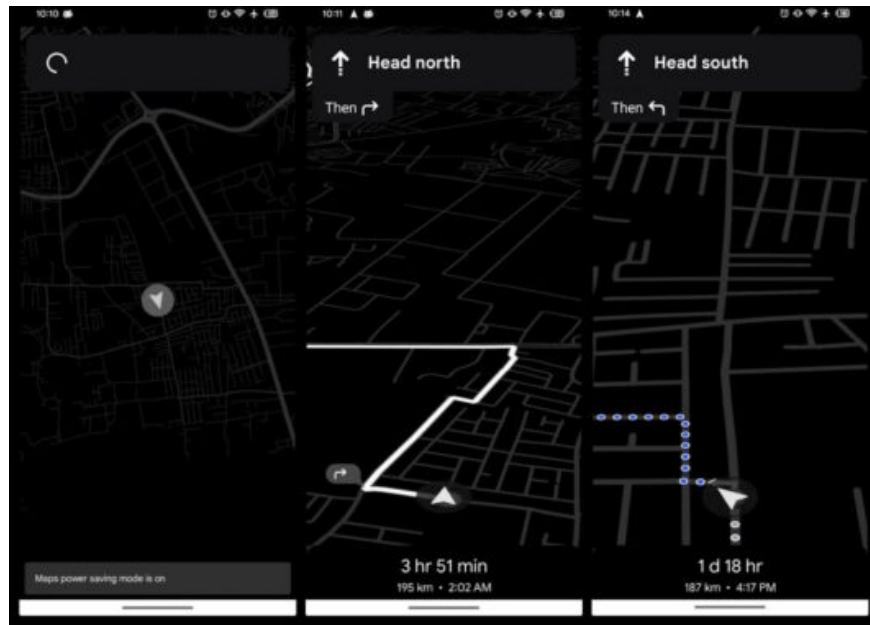 10:10
Maps power saving mode is on
10:11
Head north
Then
3 hr 51 min
195 km • 2:02 AM
10:14
Head south
Then
1 d 18 hr
187 km • 4:17 PM